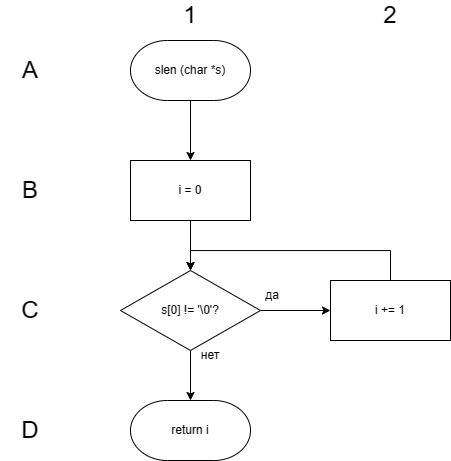 1 2
A
slen (char *s)
B
i = 0
C
s[0] != '\0'?
да
i += 1
нет
D
return i